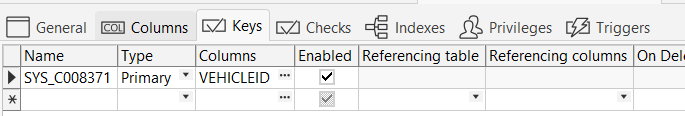 General COL Columns Keys Checks Indexes Privileges Triggers
Name Type Columns Enabled Referencing table Referencing columns On Dele
SYS_C008371 Primary VEHICLEID ...
...